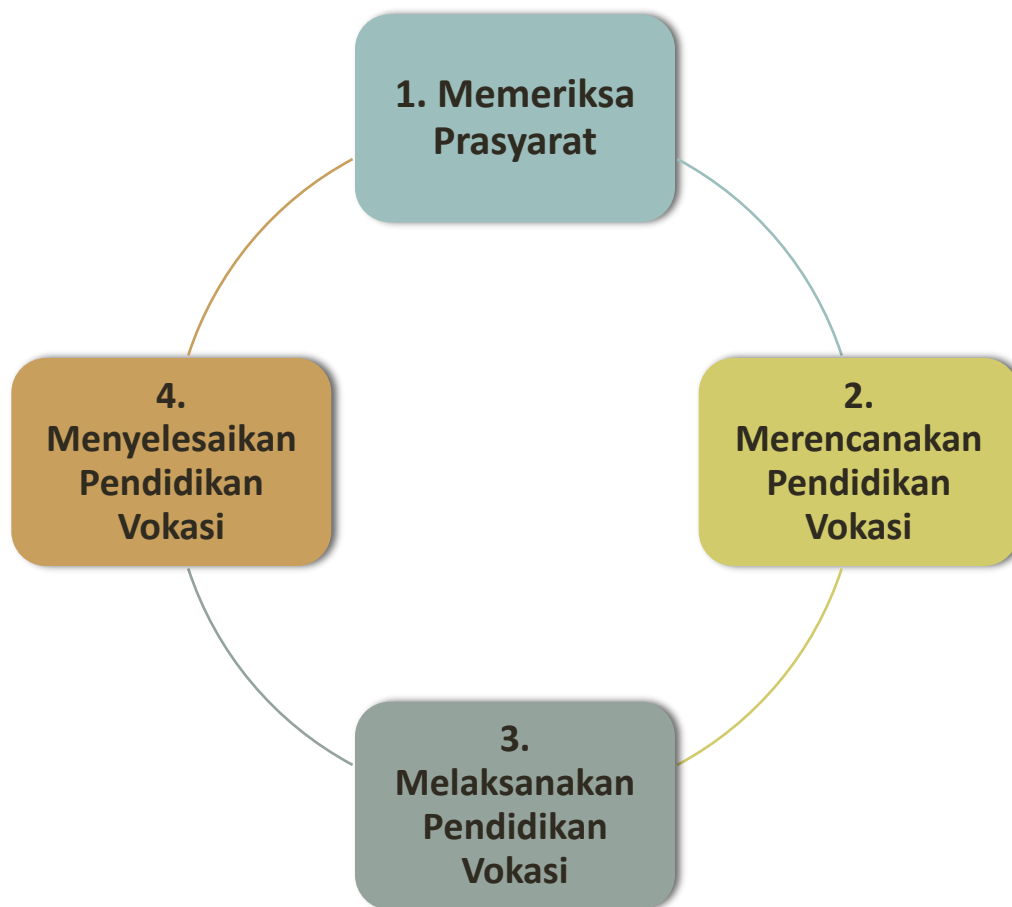 1. Memeriksa
Prasyarat
2.
Merencanakan
Pendidikan
Vokasi
3.
Melaksanakan
Pendidikan
Vokasi
4.
Menyelesaikan
Pendidikan
Vokasi